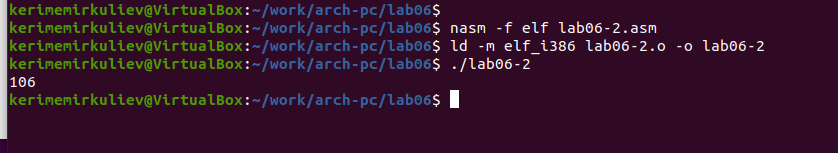 kerimemirkuliev@VirtualBox:~/work/arch-pc/lab06$
kerimemirkuliev@VirtualBox:~/work/arch-pc/lab06$ nasm -f elf lab06-2.asm
kerimemirkuliev@VirtualBox:~/work/arch-pc/lab06$ ld -m elf_i386 lab06-2.o -o lab06-2
kerimemirkuliev@VirtualBox:~/work/arch-pc/lab06$ ./lab06-2
106
kerimemirkuliev@VirtualBox:~/work/arch-pc/lab06$